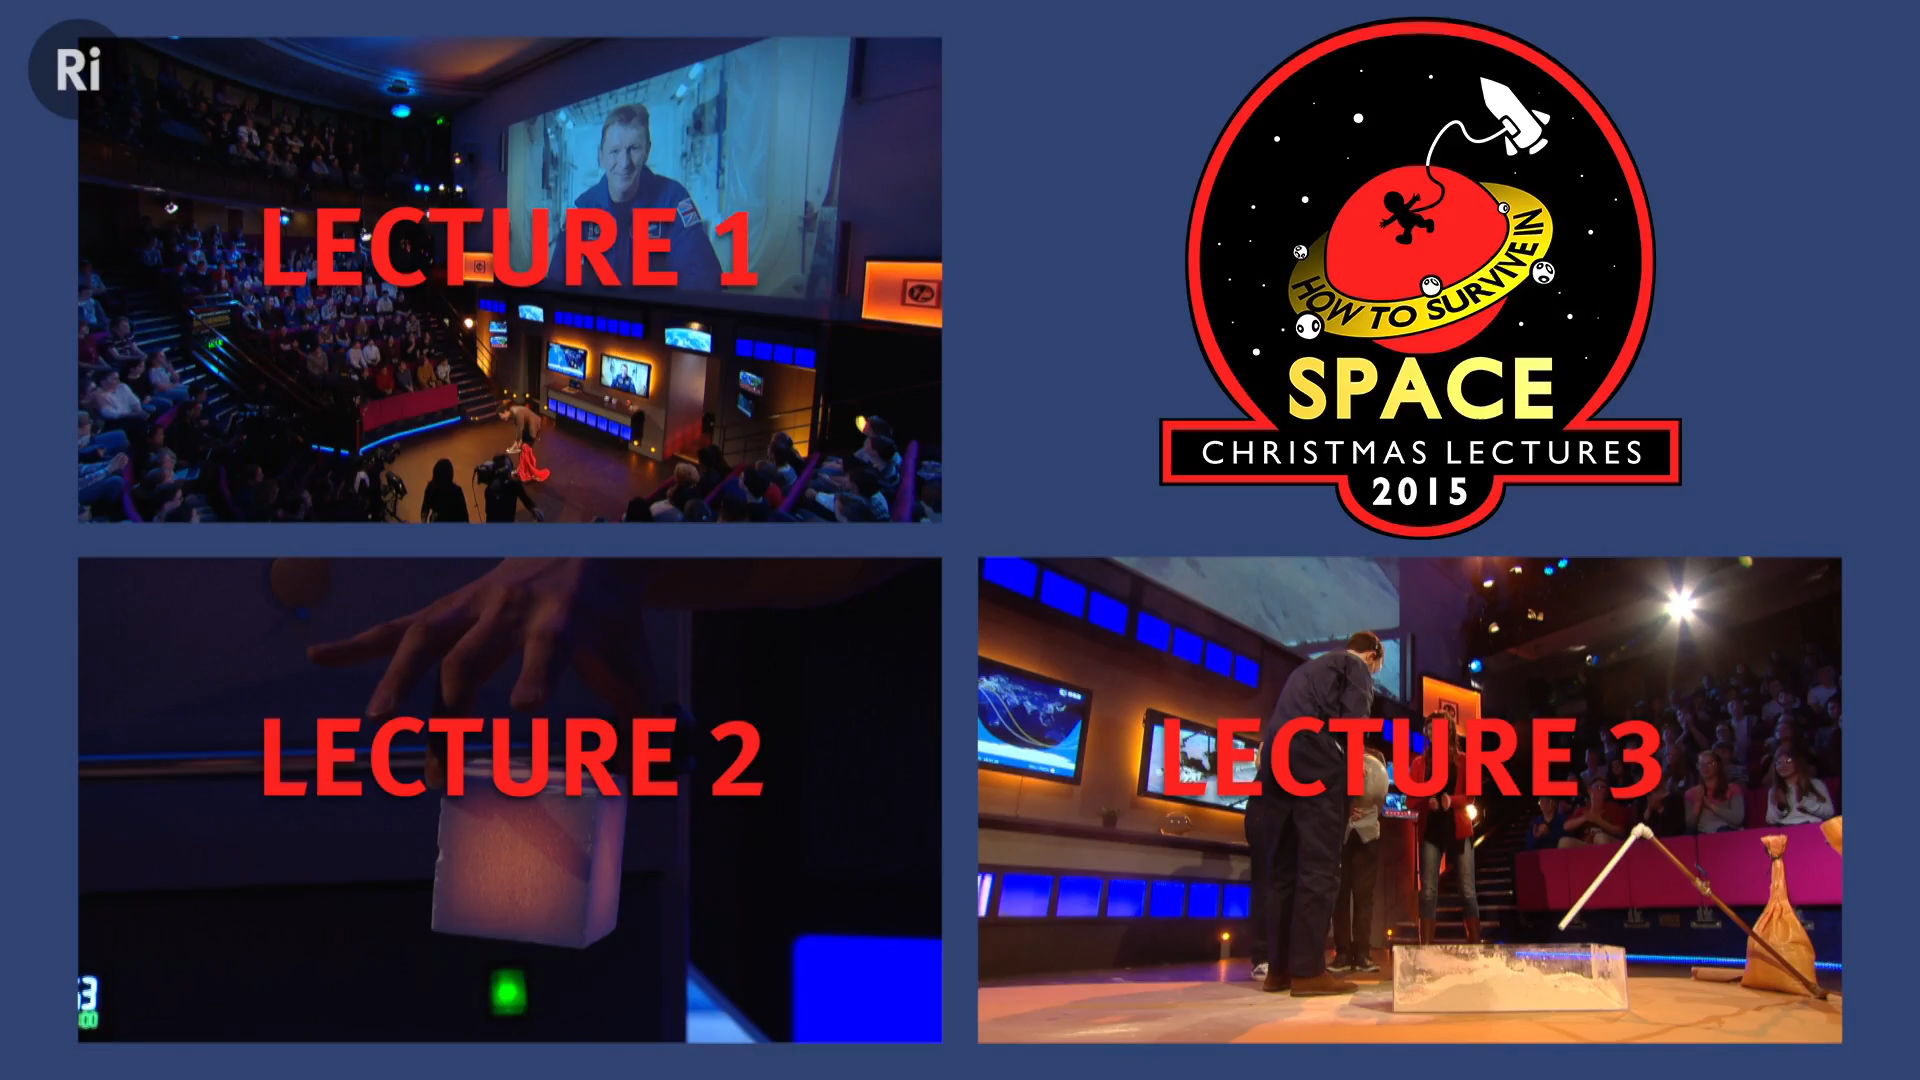 Ri
LECTURE 1
HOW TO SURVIVE IN
SPACE
CHRISTMAS LECTURES
2015
LECTURE 2
LECTURE 3